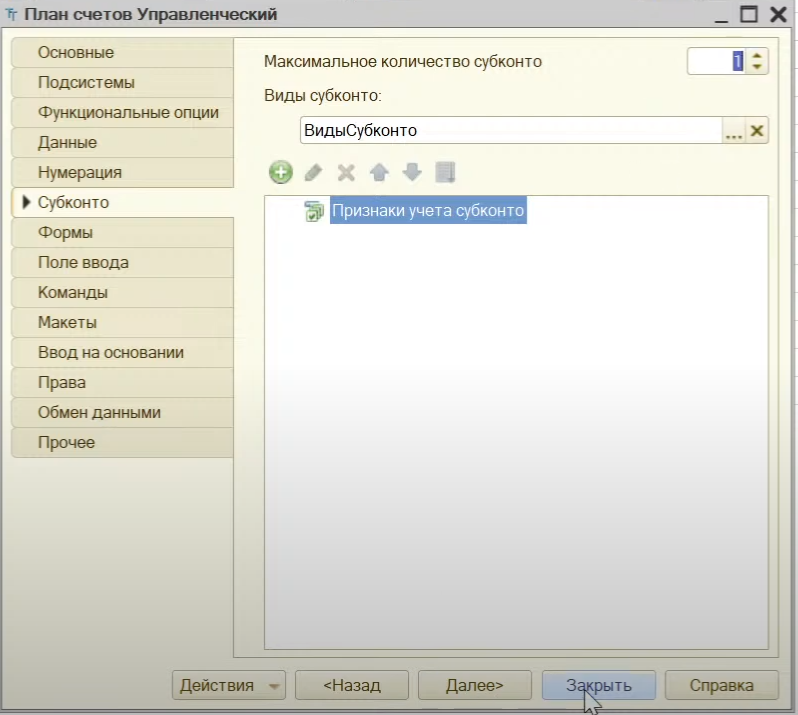 План счетов Управленческий
Основные
Подсистемы
Функциональные опции
Данные
Нумерация
Субконто
Формы
Поле ввода
Команды
Макеты
Ввод на основании
Права
Обмен данными
Прочее
Максимальное количество субконто
1
Виды субконто:
ВидыСубконто
...
Признаки учета субконто
Действия
<Назад
Далее>
Закрыть
Справка